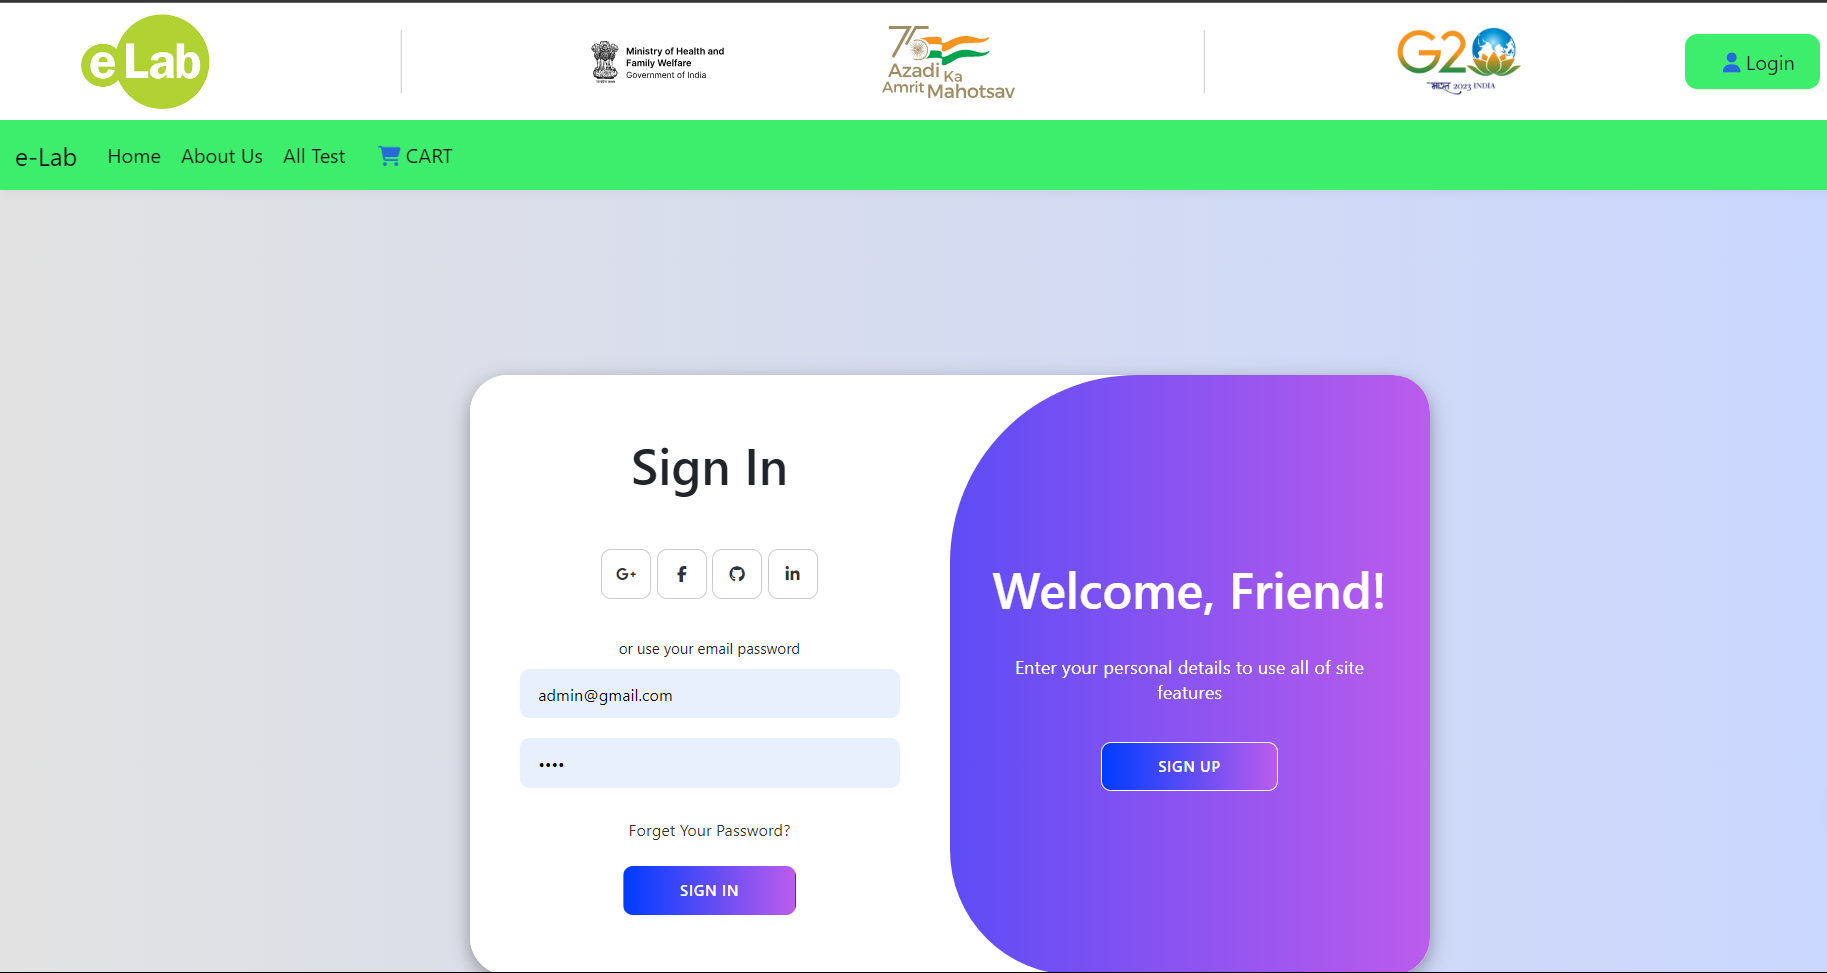 eLab
Ministry of Health and
Family Welfare
Government of India
75
Azadi Ka
Amrit Mahotsav
G20
भारत 2023 INDIA
Login
e-Lab
Home
About Us
All Test
CART
Sign In
G+
f
in
or use your email password
admin@gmail.com
••••
Forget Your Password?
SIGN IN
Welcome, Friend!
Enter your personal details to use all of site
features
SIGN UP